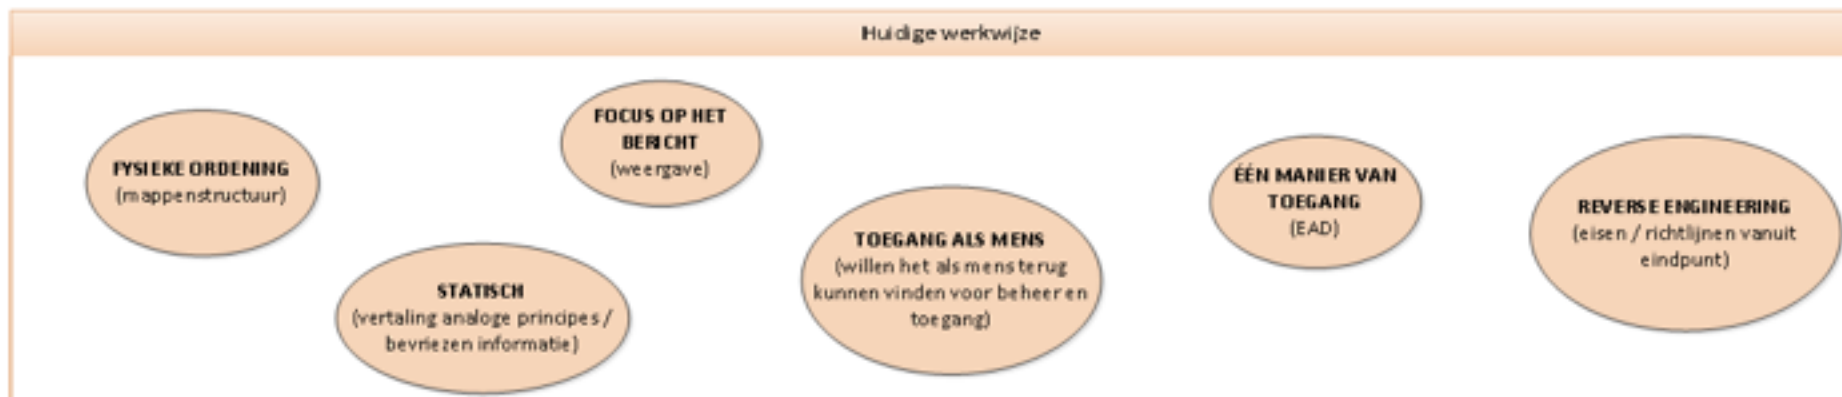 Huidige werkwijze
FYSIEKE ORDENING
(mappenstructuur)
STATISCH
(vertaling analoge principes /
bevriezen informatie)
FOCUS OP HET
BERICHT
(weergave)
TOEGANG ALS MENS
(willen het als mens terug
kunnen vinden voor beheer en
toegang)
ÉÉN MANIER VAN
TOEGANG
(EAD)
REVERSE ENGINEERING
(eisen / richtlijnen vanuit
eindpunt)